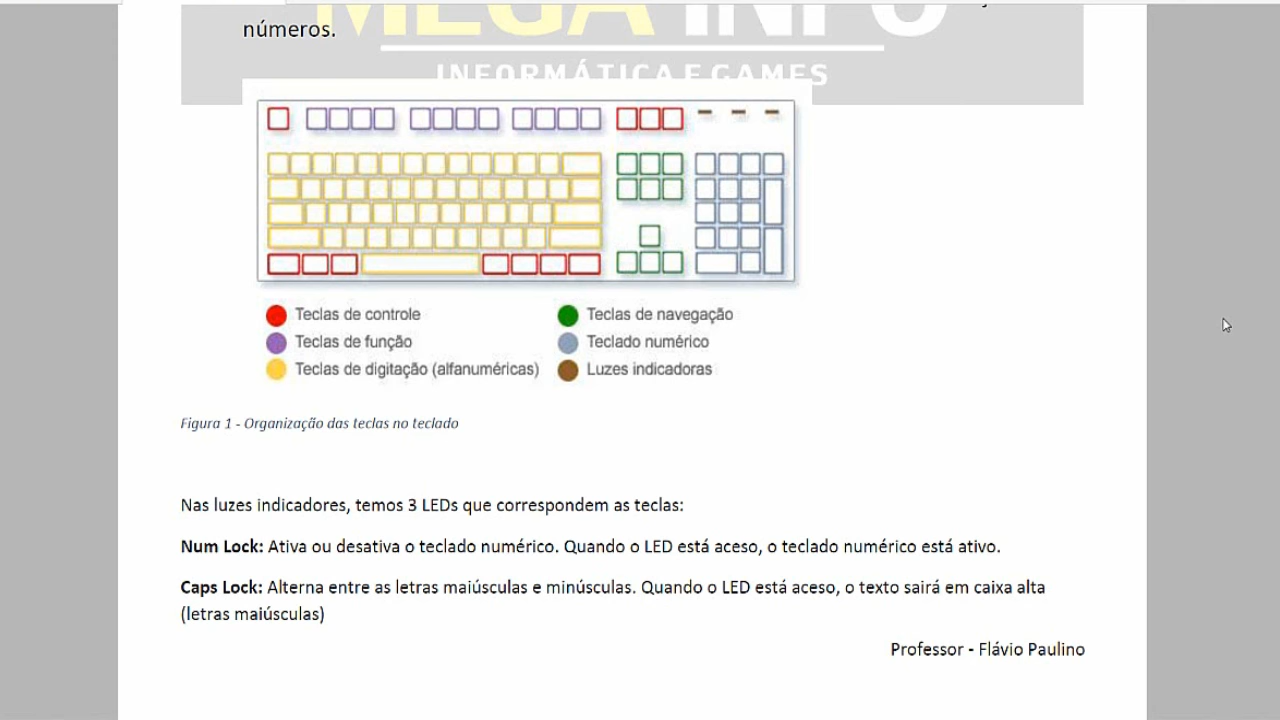 MEGA INFO
números.
INFORMÁTICA E GAMES
Teclas de controle
Teclas de navegação
Teclas de função
Teclado numérico
Teclas de digitação (alfanuméricas)
Luzes indicadoras
Figura 1 - Organização das teclas no teclado
Nas luzes indicadores, temos 3 LEDs que correspondem as teclas:
Num Lock: Ativa ou desativa o teclado numérico. Quando o LED está aceso, o teclado numérico está ativo.
Caps Lock: Alterna entre as letras maiúsculas e minúsculas. Quando o LED está aceso, o texto sairá em caixa alta
(letras maiúsculas)
Professor - Flávio Paulino